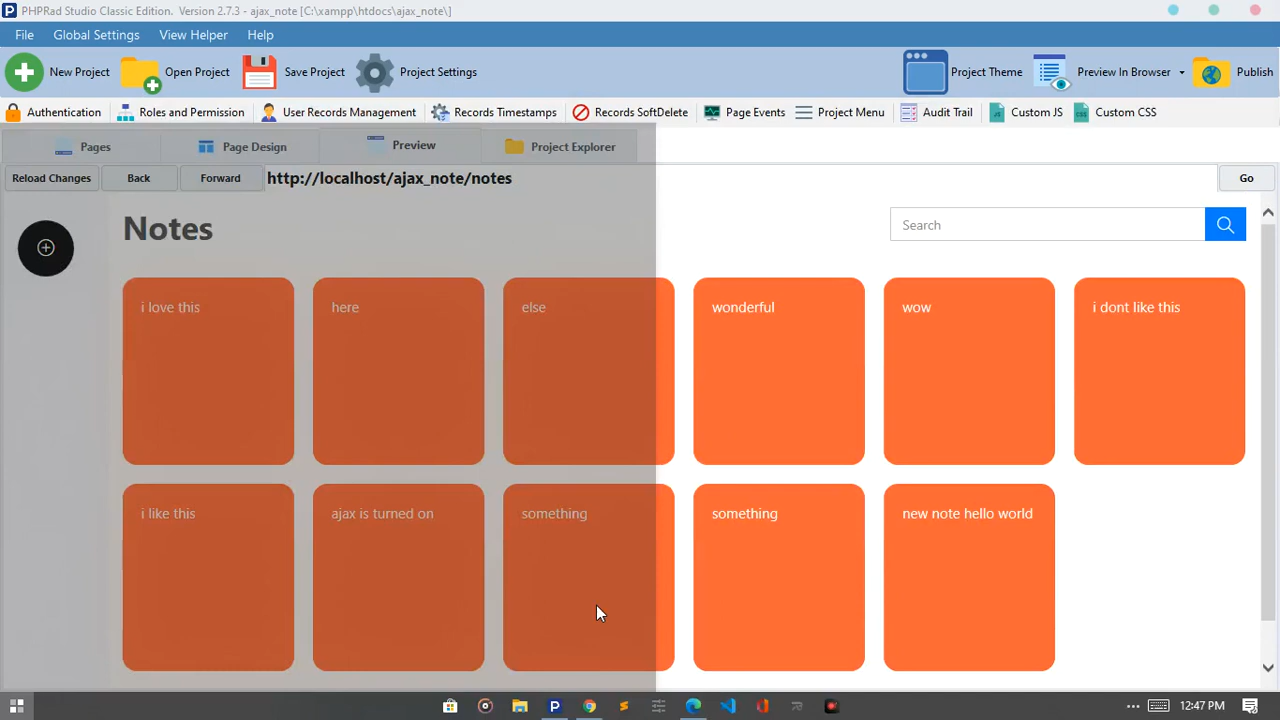 PHPRad Studio Classic Edition. Version 2.7.3 - ajax_note [C:\xampp\htdocs\ajax_note\]
File Global Settings View Helper Help
New Project Open Project Save Project Project Settings Project Theme Preview In Browser Publish
Authentication Roles and Permission User Records Management Records Timestamps Records SoftDelete Page Events Project Menu Audit Trail Custom JS Custom CSS
Pages Page Design Preview Project Explorer
Reload Changes Back Forward http://localhost/ajax_note/notes Go
Notes Search
i love this here else wonderful wow i dont like this
i like this ajax is turned on something something new note hello world
12:47 PM